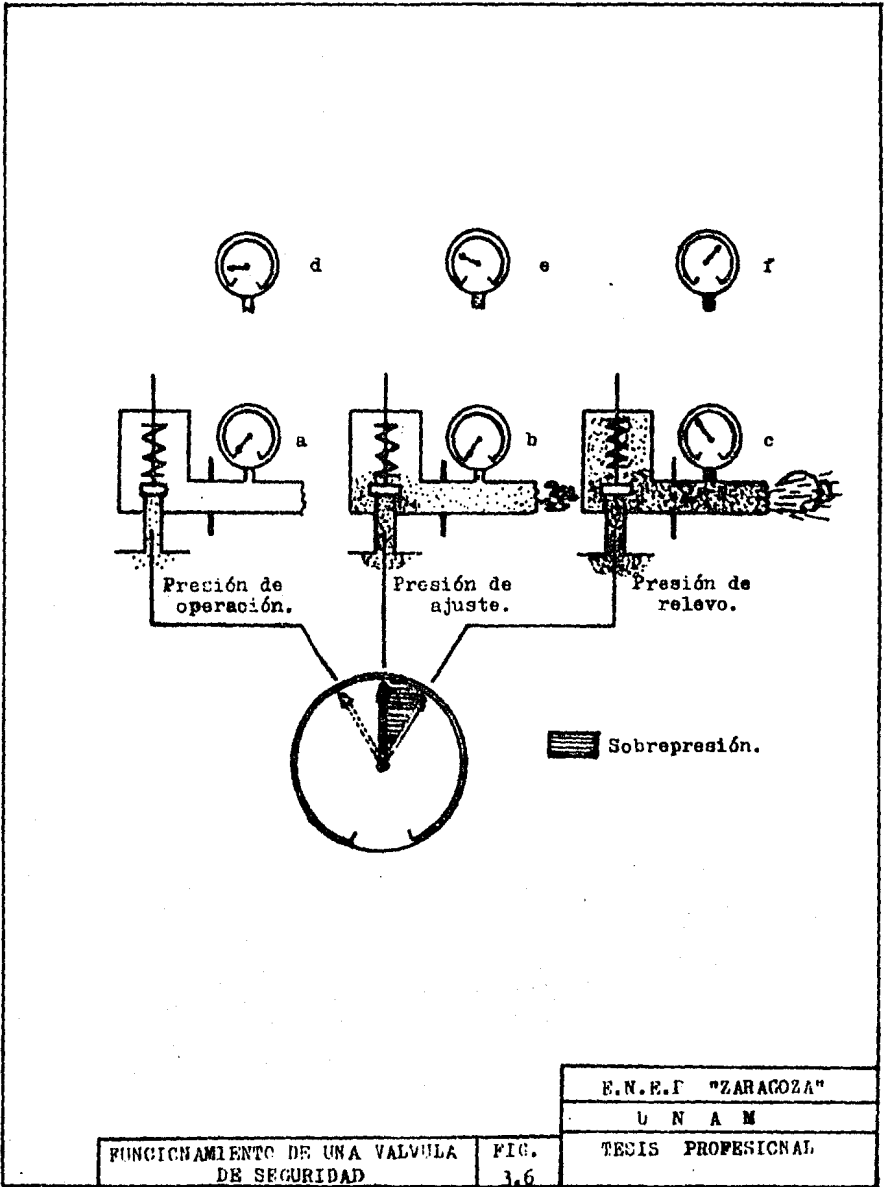 d
e
f
a
b
c
Presión de
operación.
Presión de
ajuste.
Presión de
relevo.
Sobrepresión.
E.N.E.P "ZARAGOZA"
U N A M
TESIS PROFESIONAL
FUNCIONAMIENTO DE UNA VALVULA
DE SEGURIDAD
FIG.
3.6